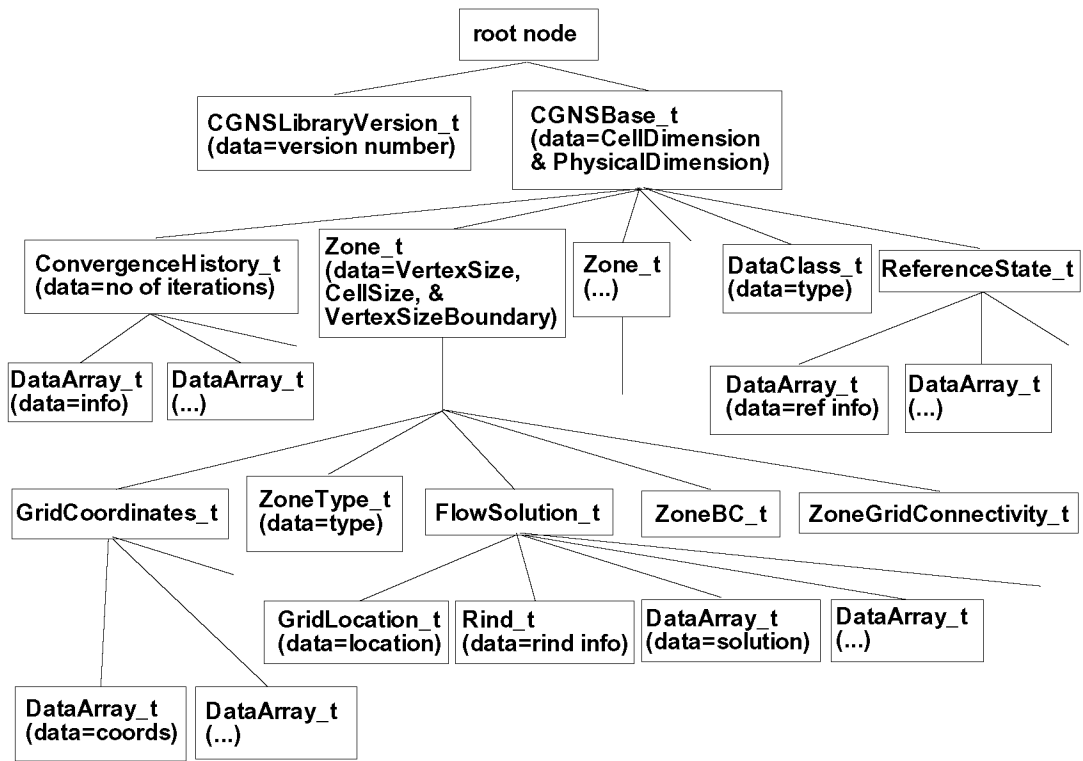 root node
CGNSLibraryVersion_t
(data=version number)
CGNSBase_t
(data=CellDimension
& PhysicalDimension)
ConvergenceHistory_t
(data=no of iterations)
Zone_t
(data=VertexSize,
CellSize, &
VertexSizeBoundary)
Zone_t
(...)
DataClass_t
(data=type)
ReferenceState_t
DataArray_t
(data=info)
DataArray_t
(...)
DataArray_t
(data=ref info)
DataArray_t
(...)
GridCoordinates_t
ZoneType_t
(data=type)
FlowSolution_t
ZoneBC_t
ZoneGridConnectivity_t
GridLocation_t
(data=location)
Rind_t
(data=rind info)
DataArray_t
(data=solution)
DataArray_t
(...)
DataArray_t
(data=coords)
DataArray_t
(...)